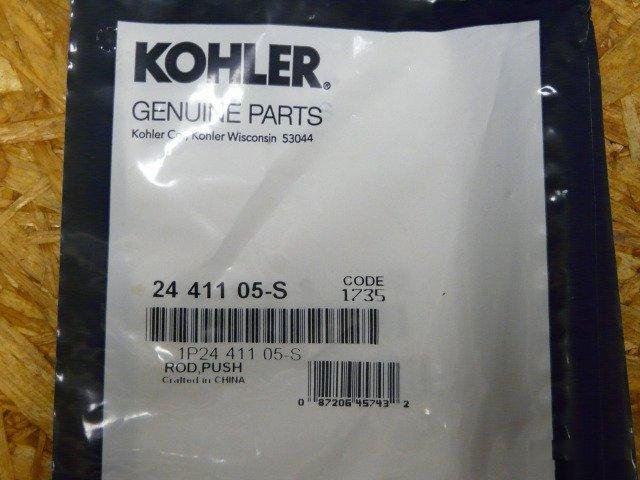 KOHLER®
GENUINE PARTS
Kohler Co., Kohler Wisconsin 53044
24 411 05-S
CODE
1735
1P24 411 05-S
ROD,PUSH
Crafted in CHINA
0 87206 45743 2